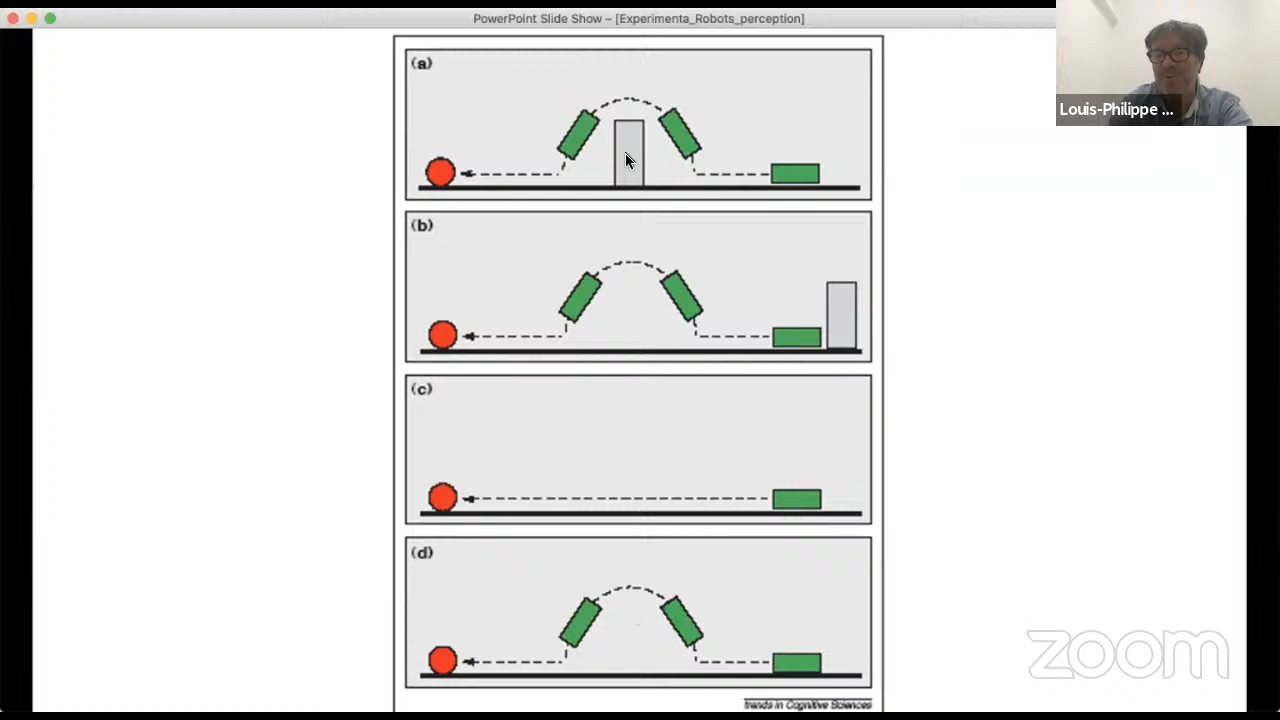 PowerPoint Slide Show – [Experimenta_Robots_perception]
Louis-Philippe ...
(a)
(b)
(c)
(d)
Trends in Cognitive Sciences
zoom